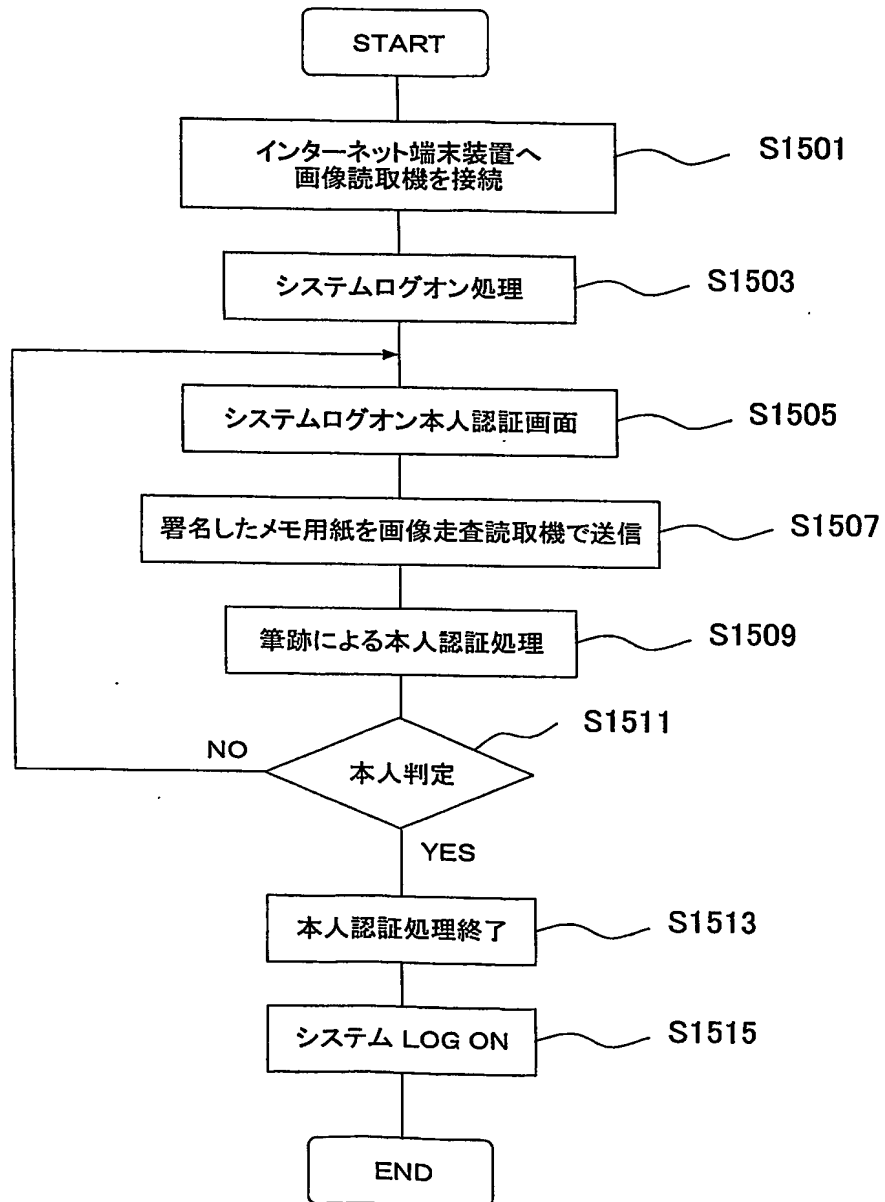 START
インターネット端末装置へ
画像読取機を接続
S1501
システムログオン処理
S1503
システムログオン本人認証画面
S1505
署名したメモ用紙を画像走査読取機で送信
S1507
筆跡による本人認証処理
S1509
本人判定
S1511
NO
YES
本人認証処理終了
S1513
システム LOG ON
S1515
END